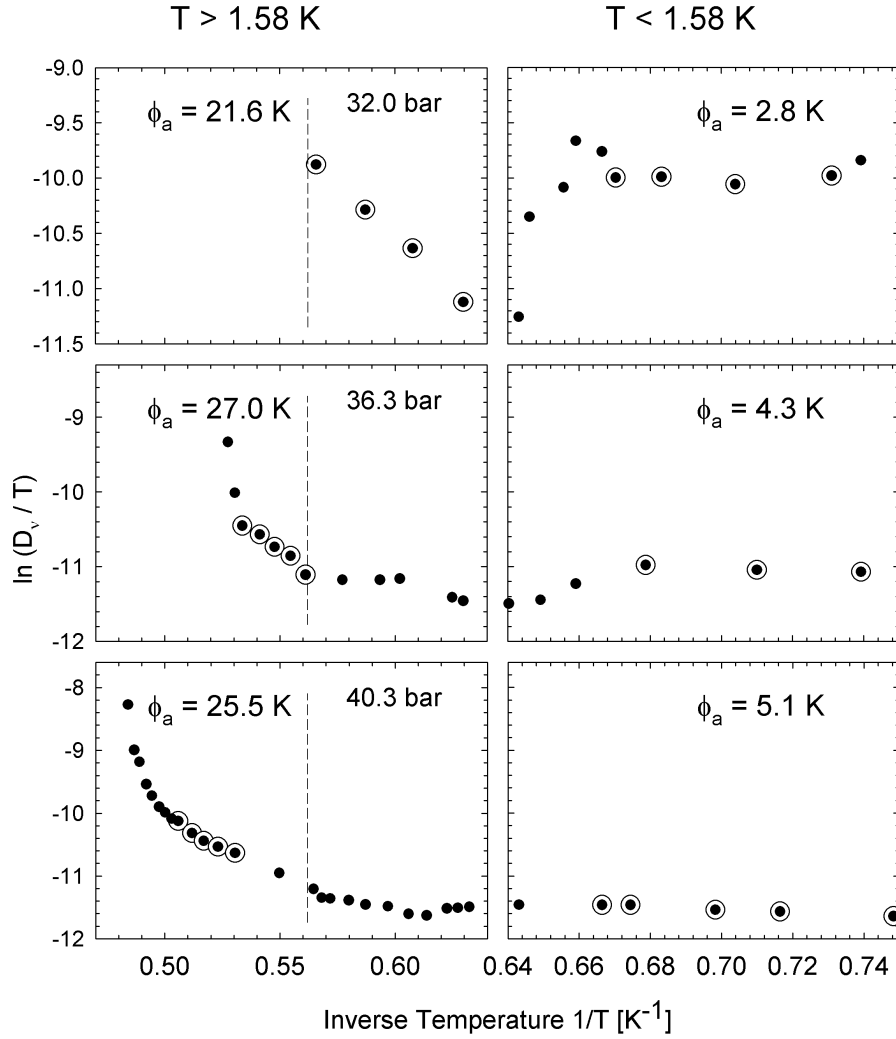 T > 1.58 K
T < 1.58 K
-9.0
-9.5
-10.0
-10.5
-11.0
-11.5
ϕa = 21.6 K
32.0 bar
ϕa = 2.8 K
-9
-10
-11
-12
ϕa = 27.0 K
36.3 bar
ϕa = 4.3 K
ln (Dν / T)
-8
-9
-10
-11
-12
ϕa = 25.5 K
40.3 bar
ϕa = 5.1 K
0.50 0.55 0.60 0.64 0.66 0.68 0.70 0.72 0.74
Inverse Temperature 1/T [K-1]